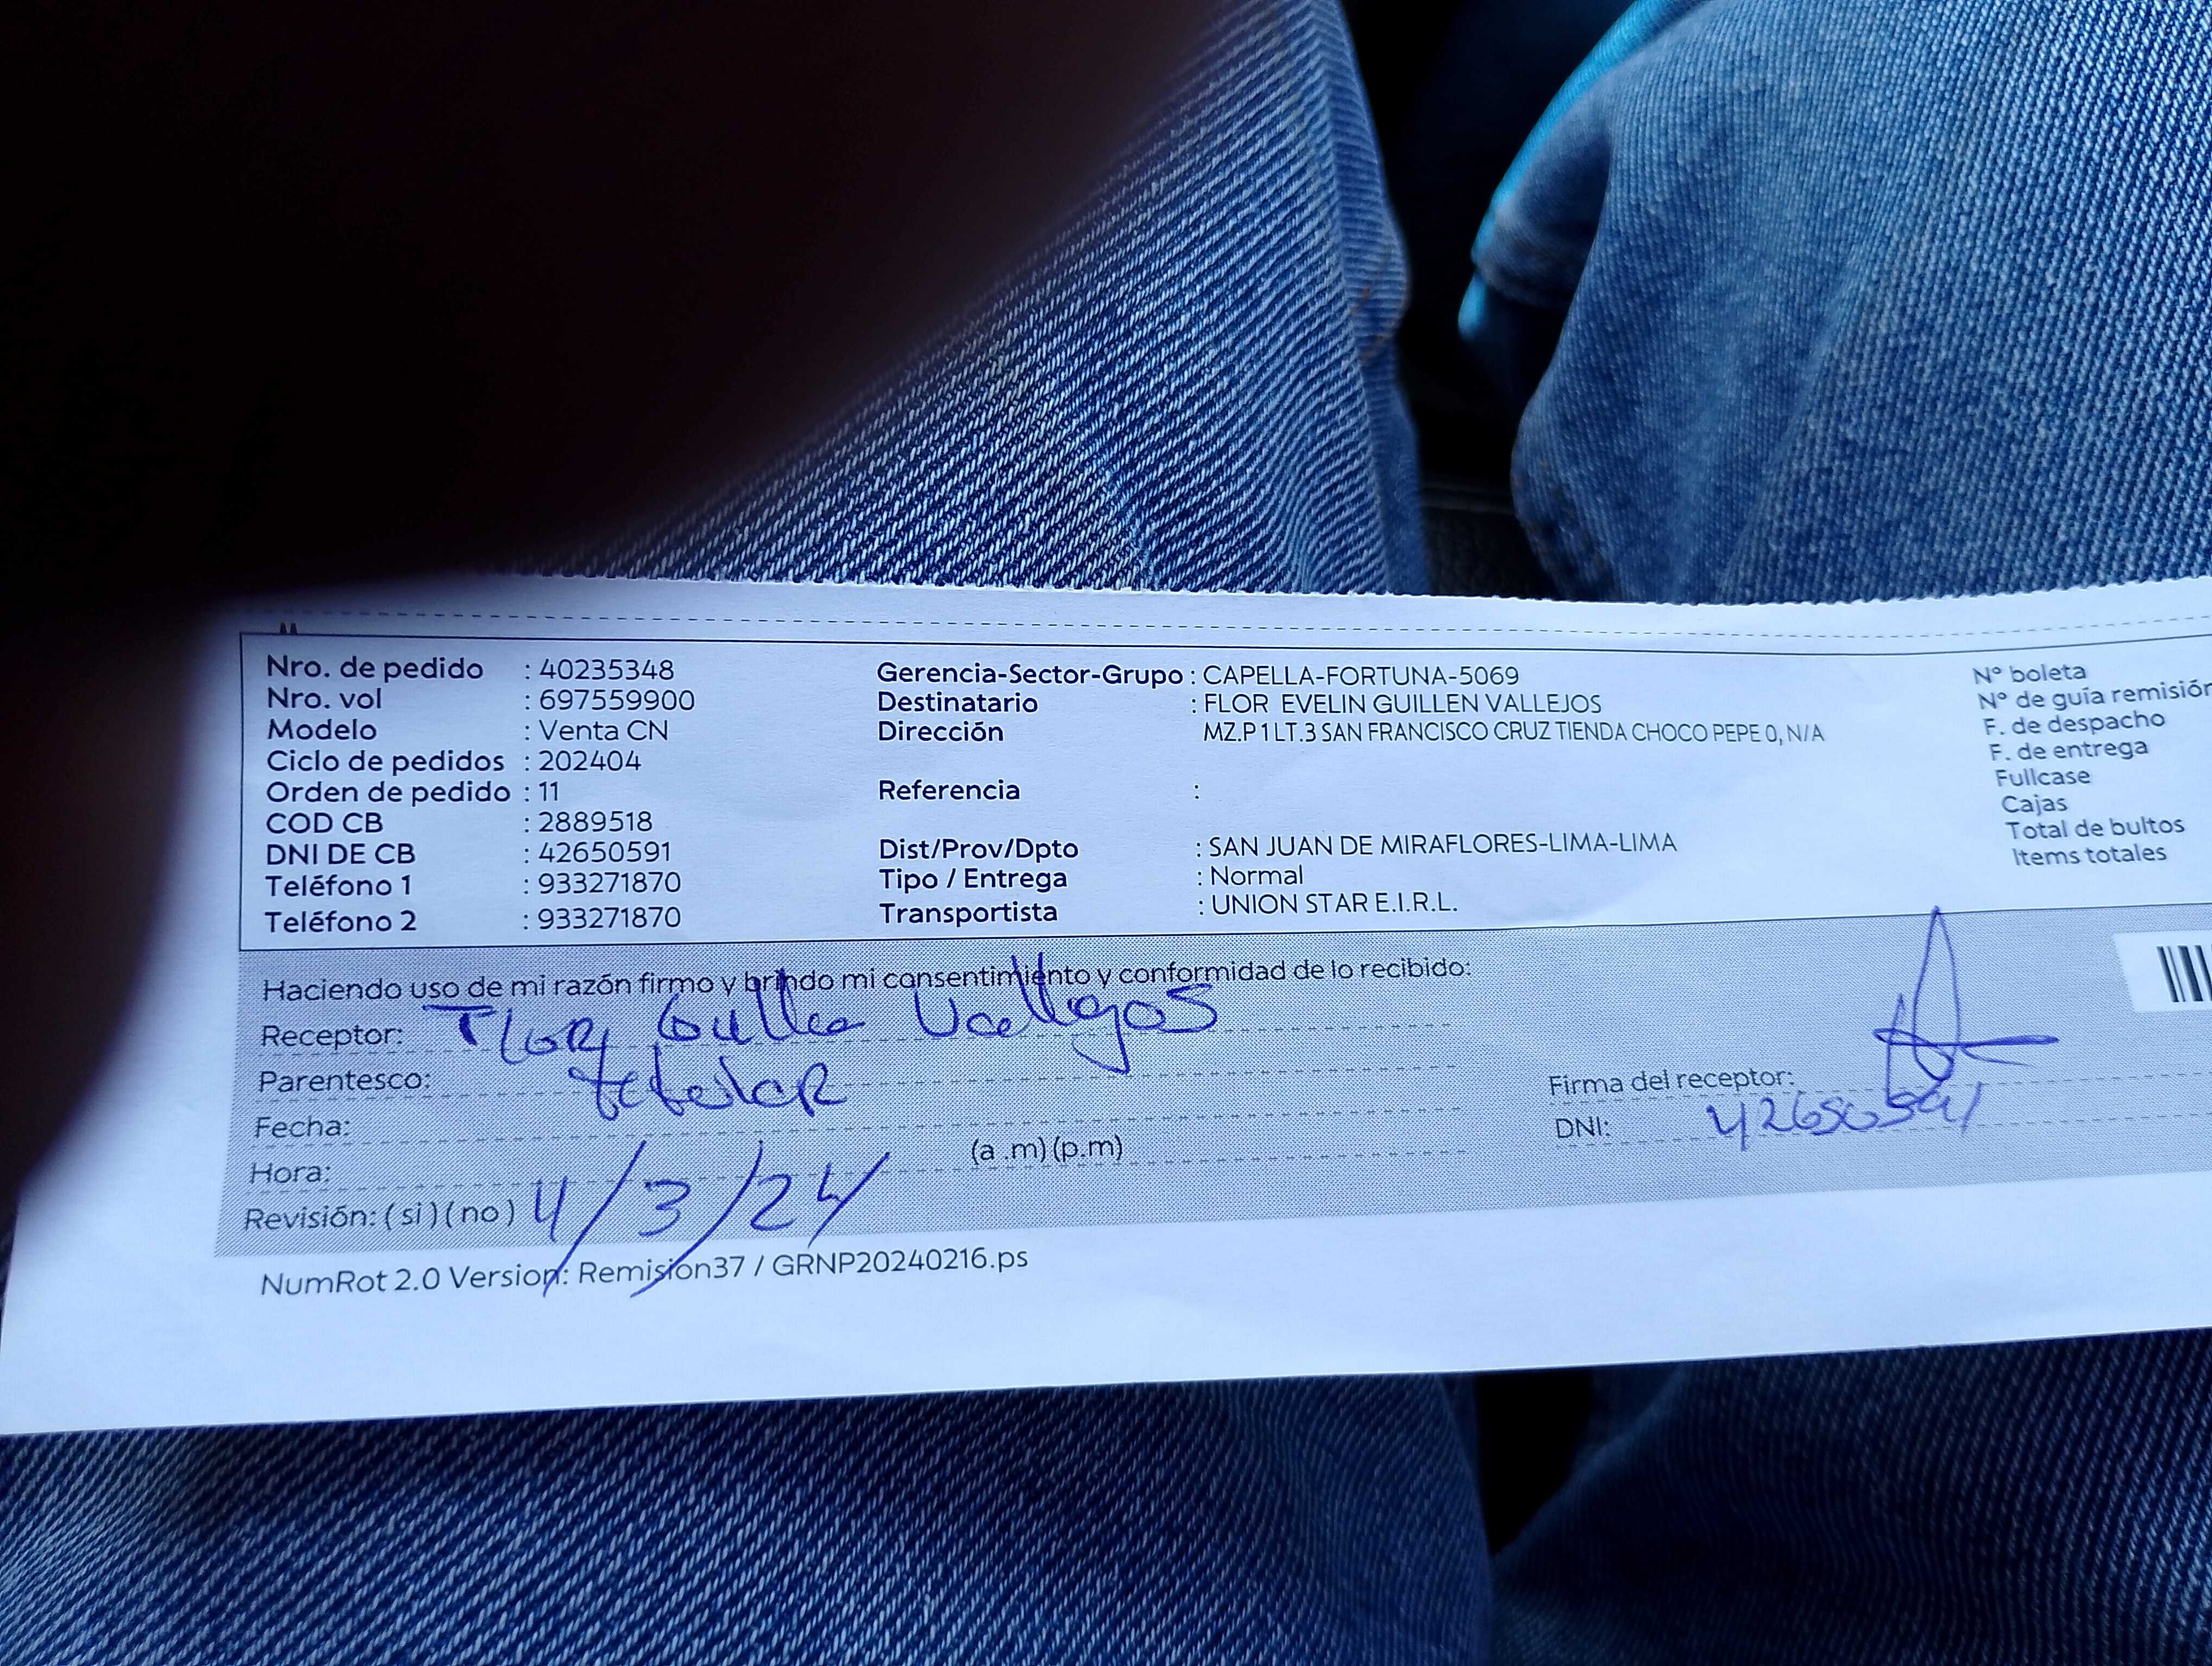 Nro. de pedido : 40235348
Nro. vol : 697559900
Modelo : Venta CN
Ciclo de pedidos : 202404
Orden de pedido : 11
COD CB : 2889518
DNI DE CB : 42650591
Teléfono 1 : 933271870
Teléfono 2 : 933271870
Gerencia-Sector-Grupo : CAPELLA-FORTUNA-5069
Destinatario : FLOR EVELIN GUILLEN VALLEJOS
Dirección MZ.P 1 LT.3 SAN FRANCISCO CRUZ TIENDA CHOCO PEPE 0, N/A
Referencia :
Dist/Prov/Dpto : SAN JUAN DE MIRAFLORES-LIMA-LIMA
Tipo / Entrega : Normal
Transportista : UNION STAR E.I.R.L.
N° boleta
N° de guía remisión
F. de despacho
F. de entrega
Fullcase
Cajas
Total de bultos
Items totales
Haciendo uso de mi razón firmo y brindo mi consentimiento y conformidad de lo recibido:
Receptor: Flor Guillen Vallejos
Parentesco: titular
Fecha:
Hora: (a .m) (p.m)
Revisión: ( si ) ( no ) 4/3/24
Firma del receptor:
DNI: 42650591
NumRot 2.0 Version: Remision37 / GRNP20240216.ps